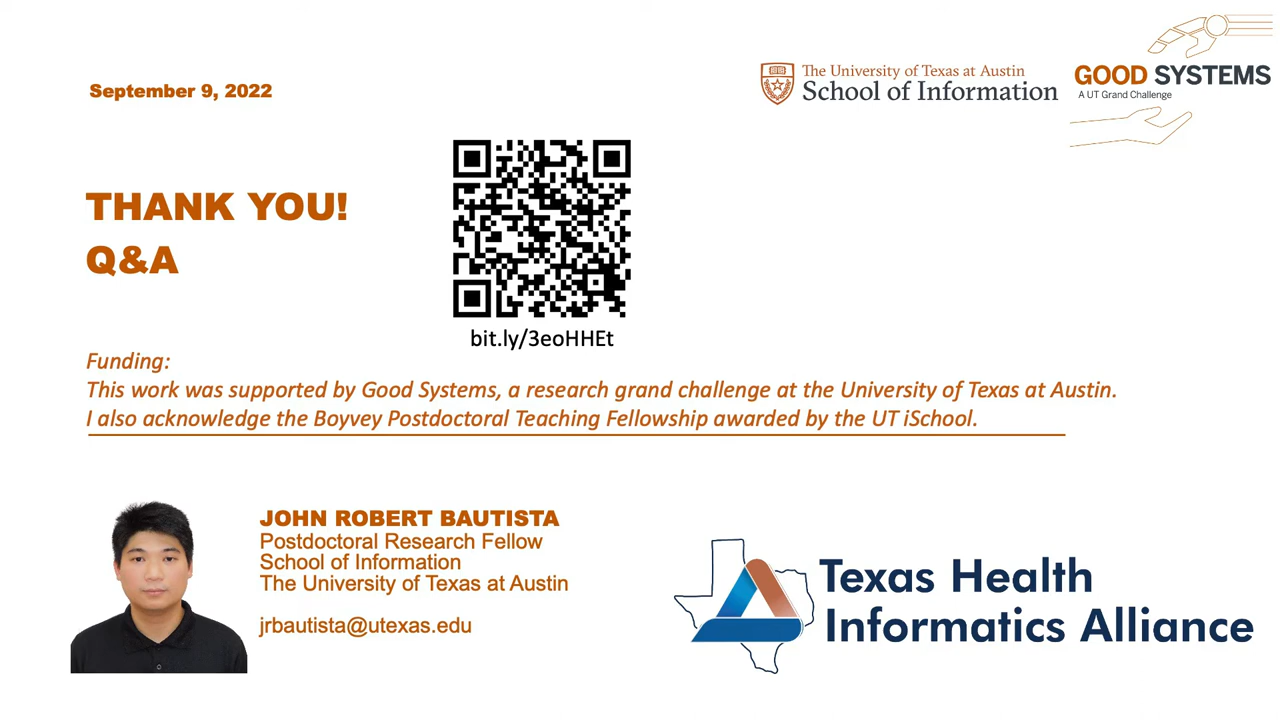 September 9, 2022
The University of Texas at Austin
School of Information
GOOD SYSTEMS
A UT Grand Challenge
THANK YOU!
Q&A
bit.ly/3eoHHEt
Funding:
This work was supported by Good Systems, a research grand challenge at the University of Texas at Austin.
I also acknowledge the Boyvey Postdoctoral Teaching Fellowship awarded by the UT iSchool.
JOHN ROBERT BAUTISTA
Postdoctoral Research Fellow
School of Information
The University of Texas at Austin
jrbautista@utexas.edu
Texas Health
Informatics Alliance